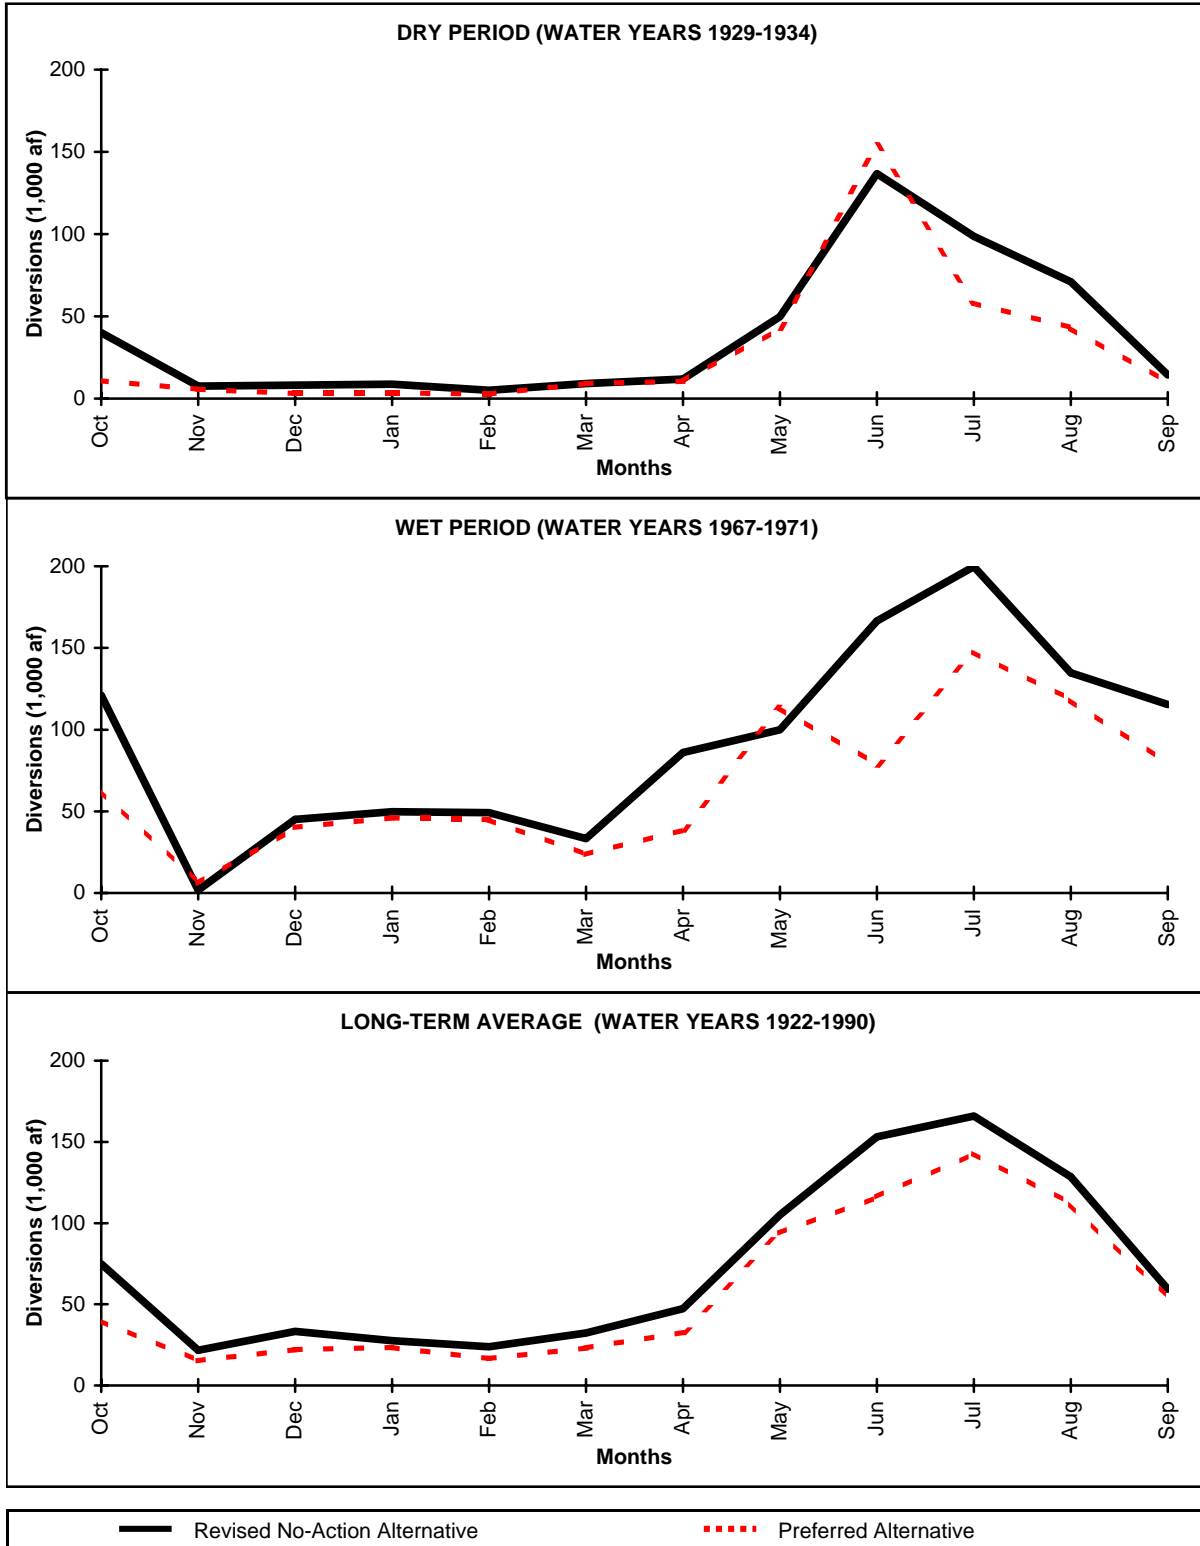 DRY PERIOD (WATER YEARS 1929-1934)
200
150
100
50
0
Diversions (1,000 af)
Oct Nov Dec Jan Feb Mar Apr May Jun Jul Aug Sep
Months
WET PERIOD (WATER YEARS 1967-1971)
200
150
100
50
0
Diversions (1,000 af)
Oct Nov Dec Jan Feb Mar Apr May Jun Jul Aug Sep
Months
LONG-TERM AVERAGE (WATER YEARS 1922-1990)
200
150
100
50
0
Diversions (1,000 af)
Oct Nov Dec Jan Feb Mar Apr May Jun Jul Aug Sep
Months
Revised No-Action Alternative Preferred Alternative